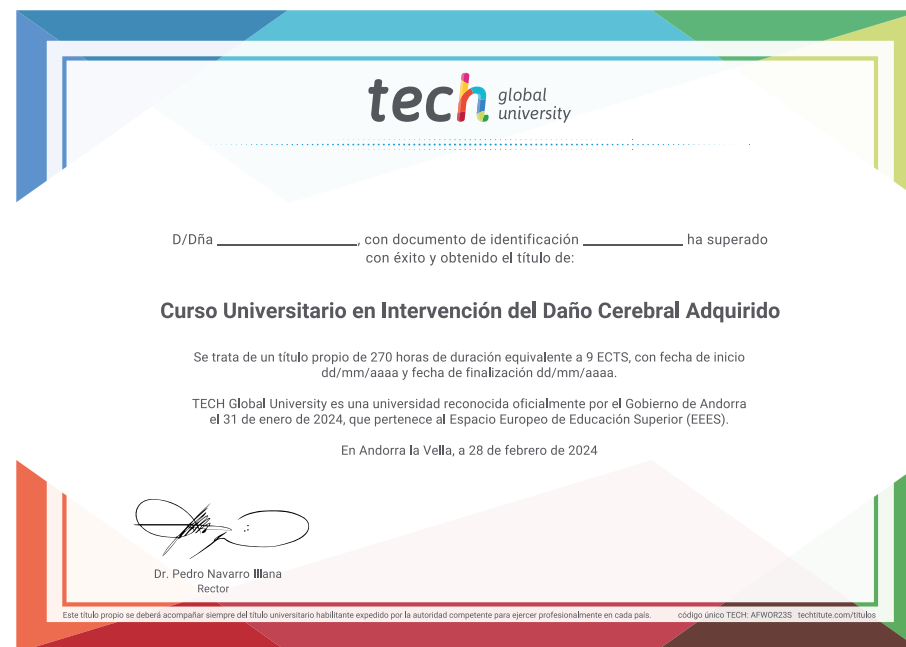 tech global university
D/Dña ____________________, con documento de identificación ______________ ha superado
con éxito y obtenido el título de:
Curso Universitario en Intervención del Daño Cerebral Adquirido
Se trata de un título propio de 270 horas de duración equivalente a 9 ECTS, con fecha de inicio
dd/mm/aaaa y fecha de finalización dd/mm/aaaa.
TECH Global University es una universidad reconocida oficialmente por el Gobierno de Andorra
el 31 de enero de 2024, que pertenece al Espacio Europeo de Educación Superior (EEES).
En Andorra la Vella, a 28 de febrero de 2024
Dr. Pedro Navarro Illana
Rector
Este título propio se deberá acompañar siempre del título universitario habilitante expedido por la autoridad competente para ejercer profesionalmente en cada país. código único TECH: AFWOR23S techtitute.com/titulos